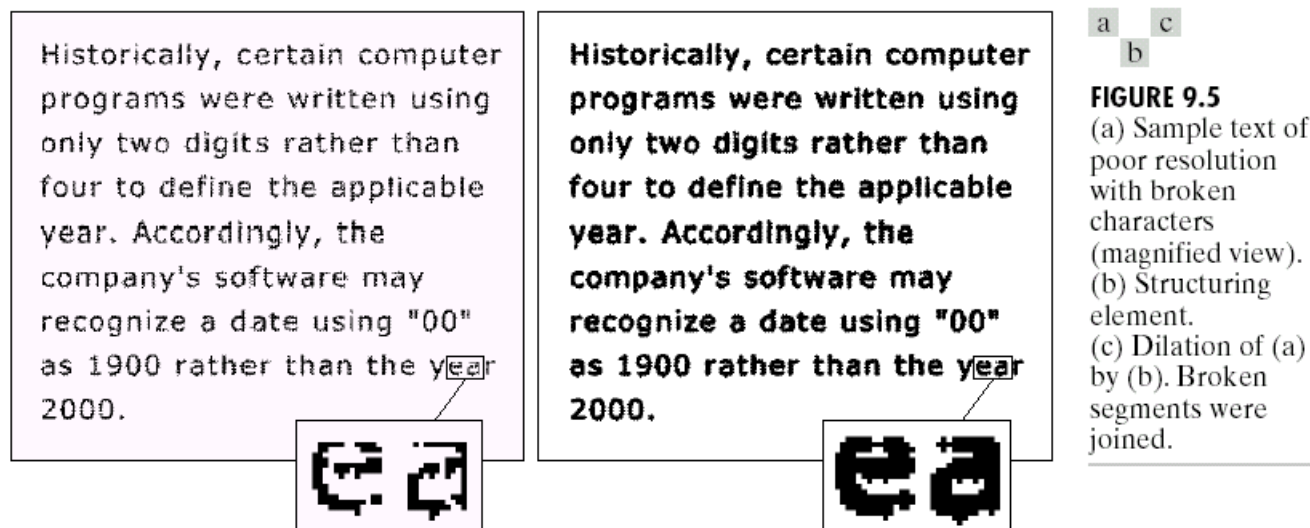 Historically, certain computer
programs were written using
only two digits rather than
four to define the applicable
year. Accordingly, the
company's software may
recognize a date using "00"
as 1900 rather than the year
2000.
e a
Historically, certain computer
programs were written using
only two digits rather than
four to define the applicable
year. Accordingly, the
company's software may
recognize a date using "00"
as 1900 rather than the year
2000.
e a
a c
b
FIGURE 9.5
(a) Sample text of
poor resolution
with broken
characters
(magnified view).
(b) Structuring
element.
(c) Dilation of (a)
by (b). Broken
segments were
joined.